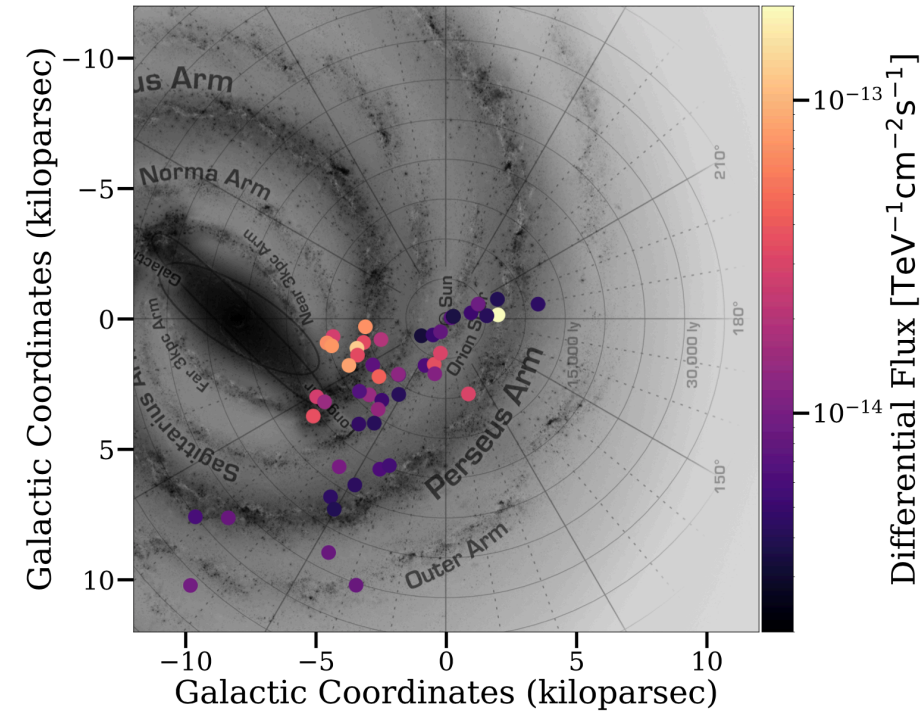 Galactic Coordinates (kiloparsec)
−10
−5
0
5
10
us Arm
Norma Arm
Near 3kpc Arm
Galactic
Far 3kpc Arm
Sagittarius A
Sun
Orion S
Perseus Arm
Outer Arm
15,000 ly
30,000 ly
210°
180°
150°
−10
−5
0
5
10
Galactic Coordinates (kiloparsec)
10⁻¹³
10⁻¹⁴
Differential Flux [TeV⁻¹cm⁻²s⁻¹]